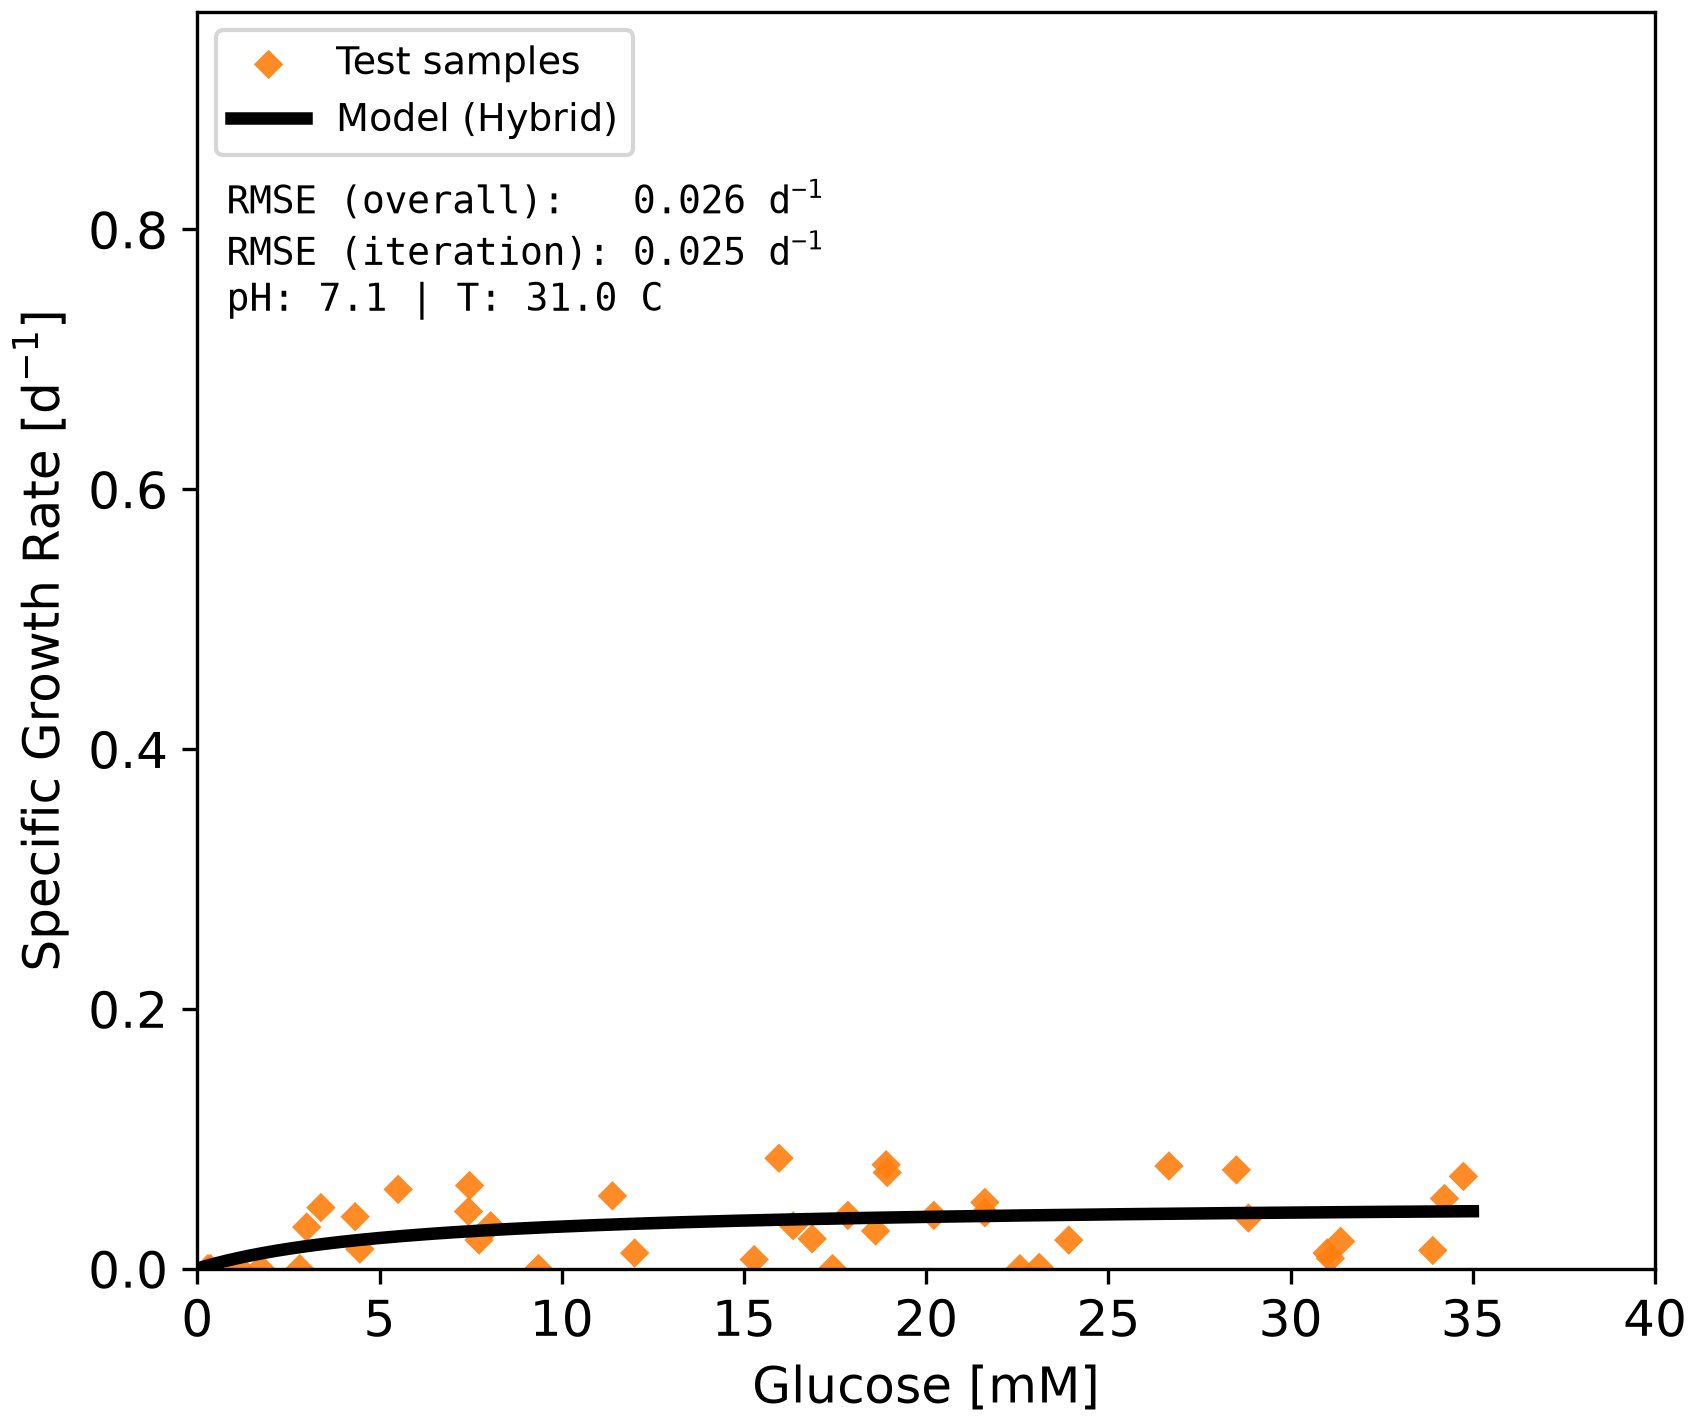 Test samples
Model (Hybrid)
RMSE (overall):   0.026 d⁻¹
RMSE (iteration): 0.025 d⁻¹
pH: 7.1 | T: 31.0 C
Specific Growth Rate [d⁻¹]
0.8
0.6
0.4
0.2
0.0
0 5 10 15 20 25 30 35 40
Glucose [mM]